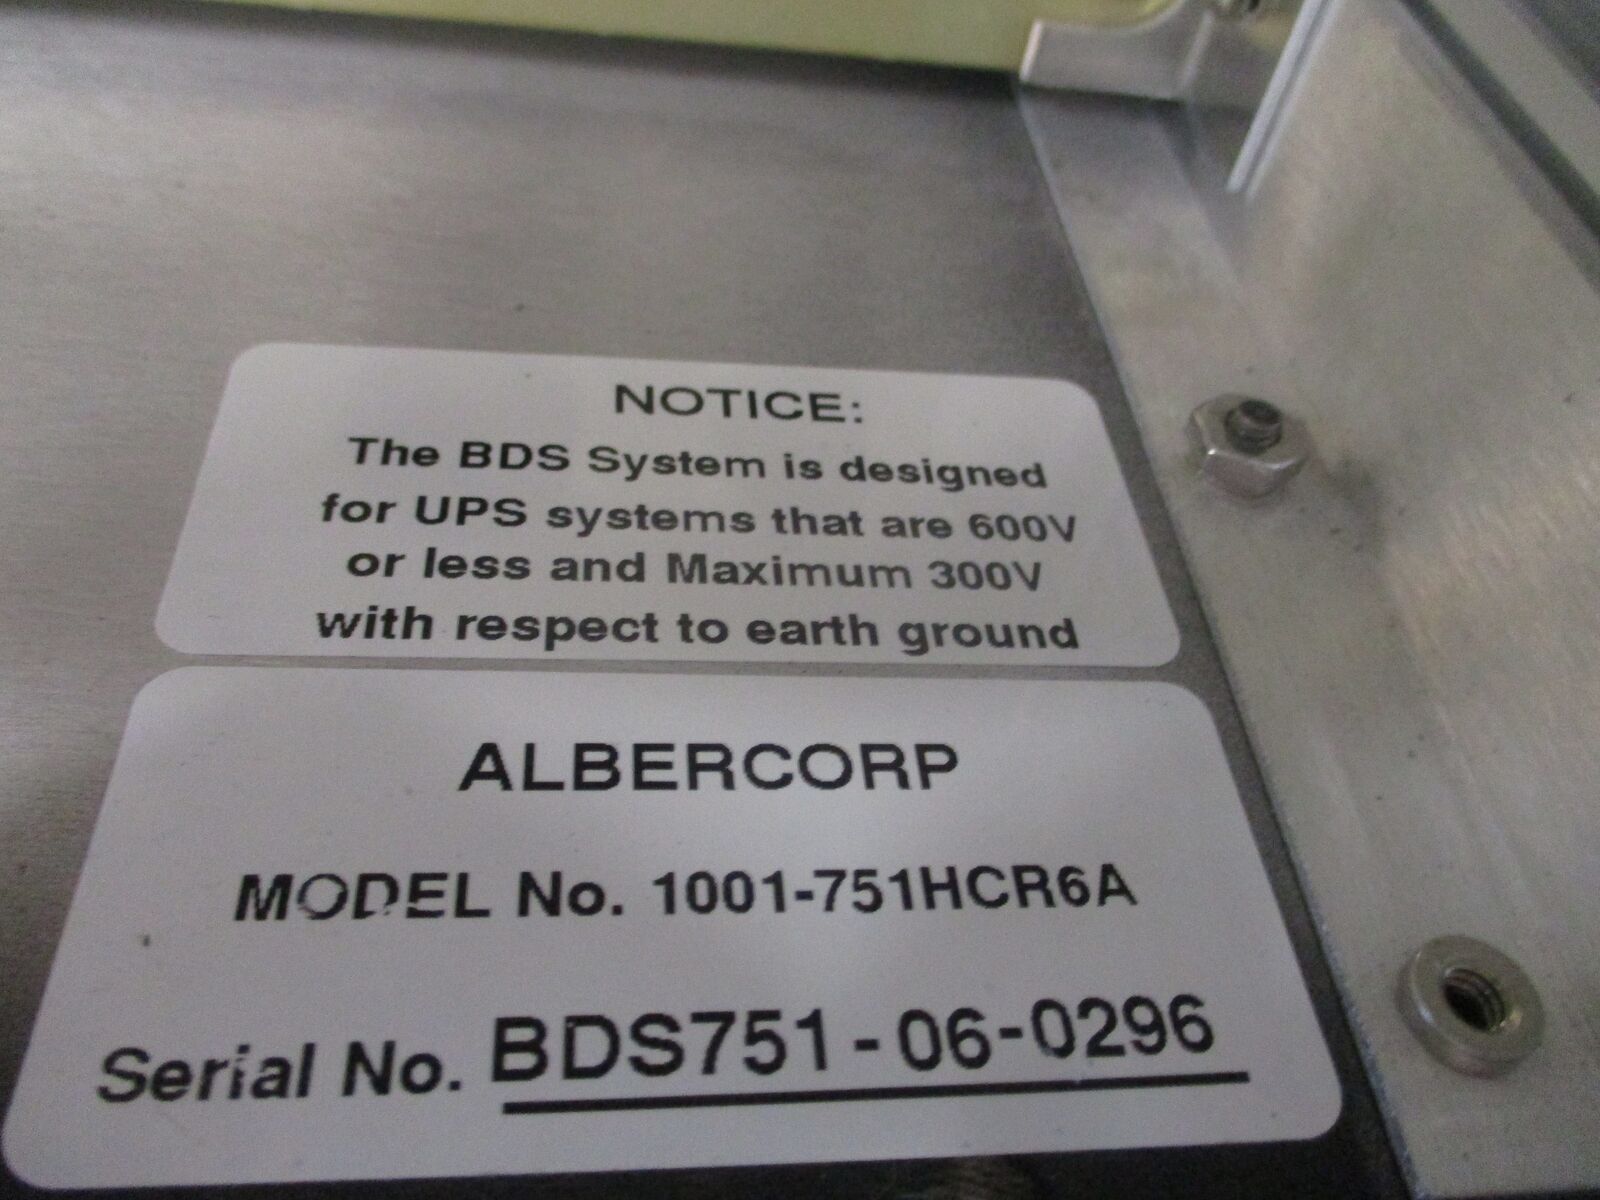 NOTICE:
The BDS System is designed
for UPS systems that are 600V
or less and Maximum 300V
with respect to earth ground
ALBERCORP
MODEL No. 1001-751HCR6A
Serial No. BDS751-06-0296